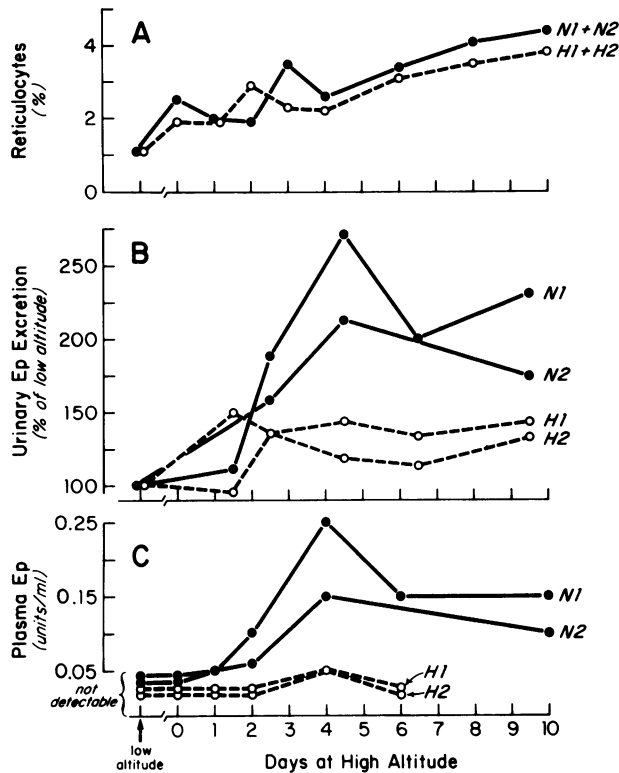 A
Reticulocytes
(%)
4
2
0
N1+N2
H1+H2
B
Urinary Ep Excretion
(% of low altitude)
250
200
150
100
N1
N2
H1
H2
C
Plasma Ep
(units/ml)
0.25
0.15
0.05
not
detectable
N1
N2
H1
H2
0 1 2 3 4 5 6 7 8 9 10
low
altitude
Days at High Altitude